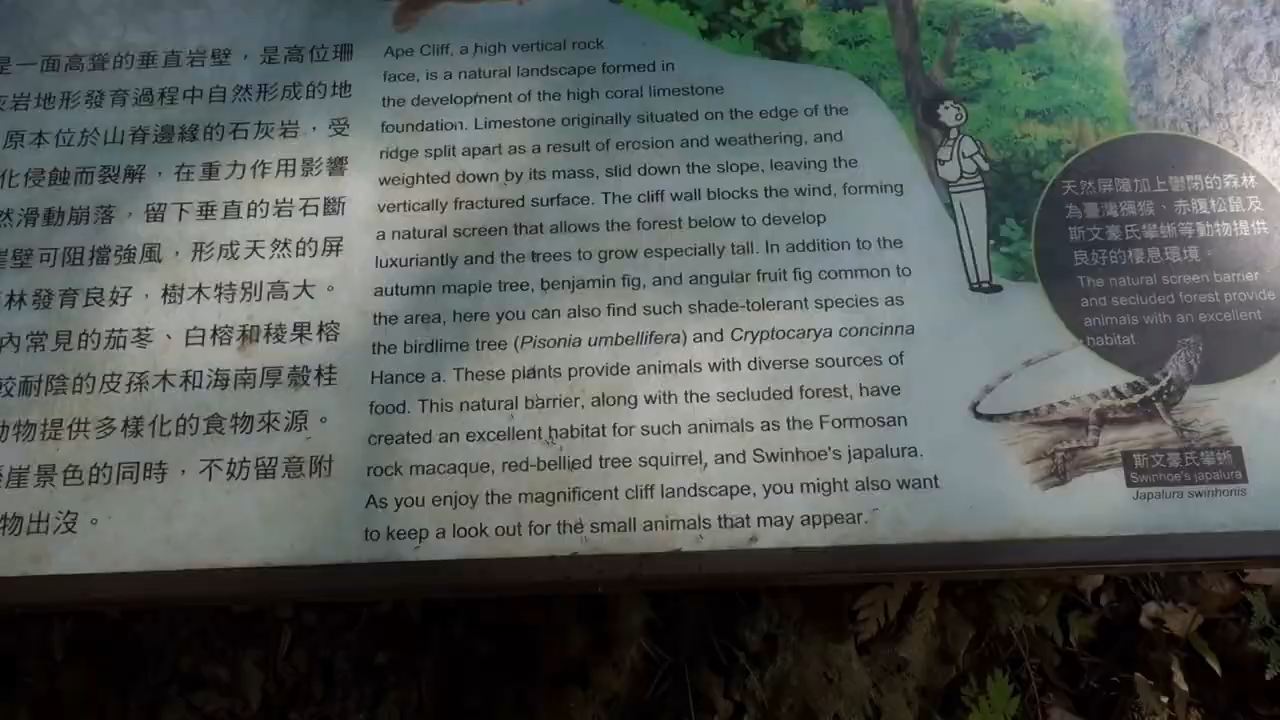 是一面高聳的垂直岩壁，是高位珊
灰岩地形發育過程中自然形成的地
原本位於山脊邊緣的石灰岩，受
化侵蝕而裂解，在重力作用影響
然滑動崩落，留下垂直的岩石斷
崖壁可阻擋強風，形成天然的屏
林發育良好，樹木特別高大。
內常見的茄苳、白榕和稜果榕
較耐陰的皮孫木和海南厚殼桂
動物提供多樣化的食物來源。
崖景色的同時，不妨留意附
物出沒。
Ape Cliff, a high vertical rock
face, is a natural landscape formed in
the development of the high coral limestone
foundation. Limestone originally situated on the edge of the
ridge split apart as a result of erosion and weathering, and
weighted down by its mass, slid down the slope, leaving the
vertically fractured surface. The cliff wall blocks the wind, forming
a natural screen that allows the forest below to develop
luxuriantly and the trees to grow especially tall. In addition to the
autumn maple tree, benjamin fig, and angular fruit fig common to
the area, here you can also find such shade-tolerant species as
the birdlime tree (Pisonia umbellifera) and Cryptocarya concinna
Hance a. These plants provide animals with diverse sources of
food. This natural barrier, along with the secluded forest, have
created an excellent habitat for such animals as the Formosan
rock macaque, red-bellied tree squirrel, and Swinhoe's japalura.
As you enjoy the magnificent cliff landscape, you might also want
to keep a look out for the small animals that may appear.
天然屏障加上鬱閉的森林
為臺灣獼猴、赤腹松鼠及
斯文豪氏攀蜥等動物提供
良好的棲息環境。
The natural screen barrier
and secluded forest provide
animals with an excellent
habitat.
斯文豪氏攀蜥
Swinhoe's japalura
Japalura swinhonis